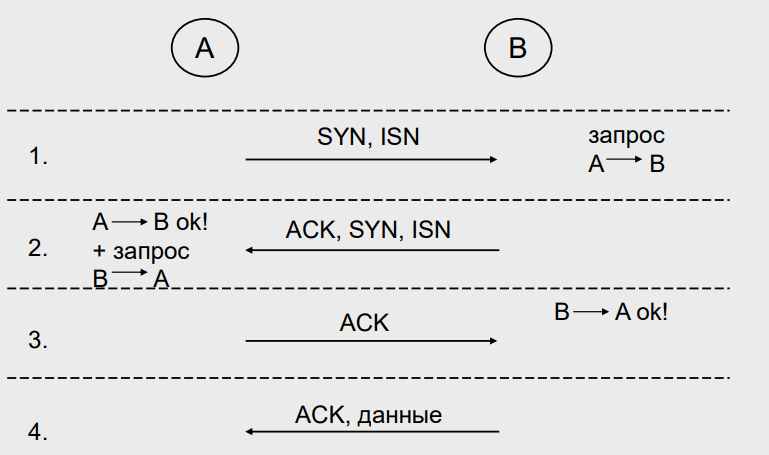 A
B
1.
SYN, ISN
запрос
A B
2.
A B ok!
+ запрос
B A
ACK, SYN, ISN
3.
ACK
B A ok!
4.
ACK, данные